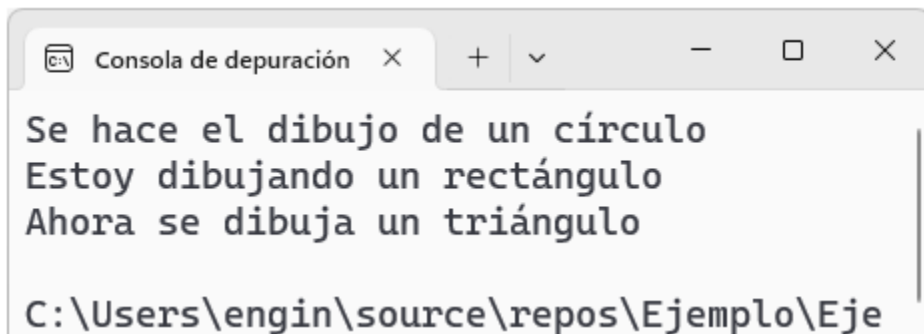 Consola de depuración
Se hace el dibujo de un círculo
Estoy dibujando un rectángulo
Ahora se dibuja un triángulo
C:\Users\engin\source\repos\Ejemplo\Eje